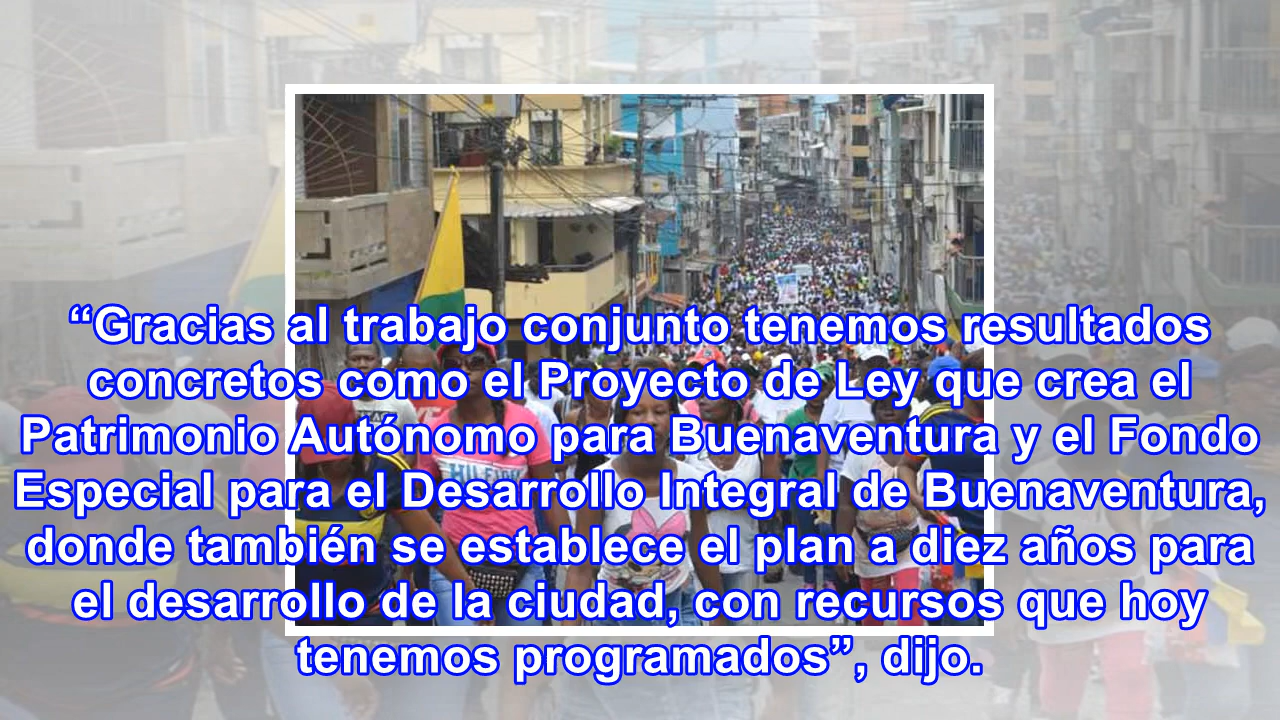 “Gracias al trabajo conjunto tenemos resultados
concretos como el Proyecto de Ley que crea el
Patrimonio Autónomo para Buenaventura y el Fondo
Especial para el Desarrollo Integral de Buenaventura,
donde también se establece el plan a diez años para
el desarrollo de la ciudad, con recursos que hoy
tenemos programados”, dijo.